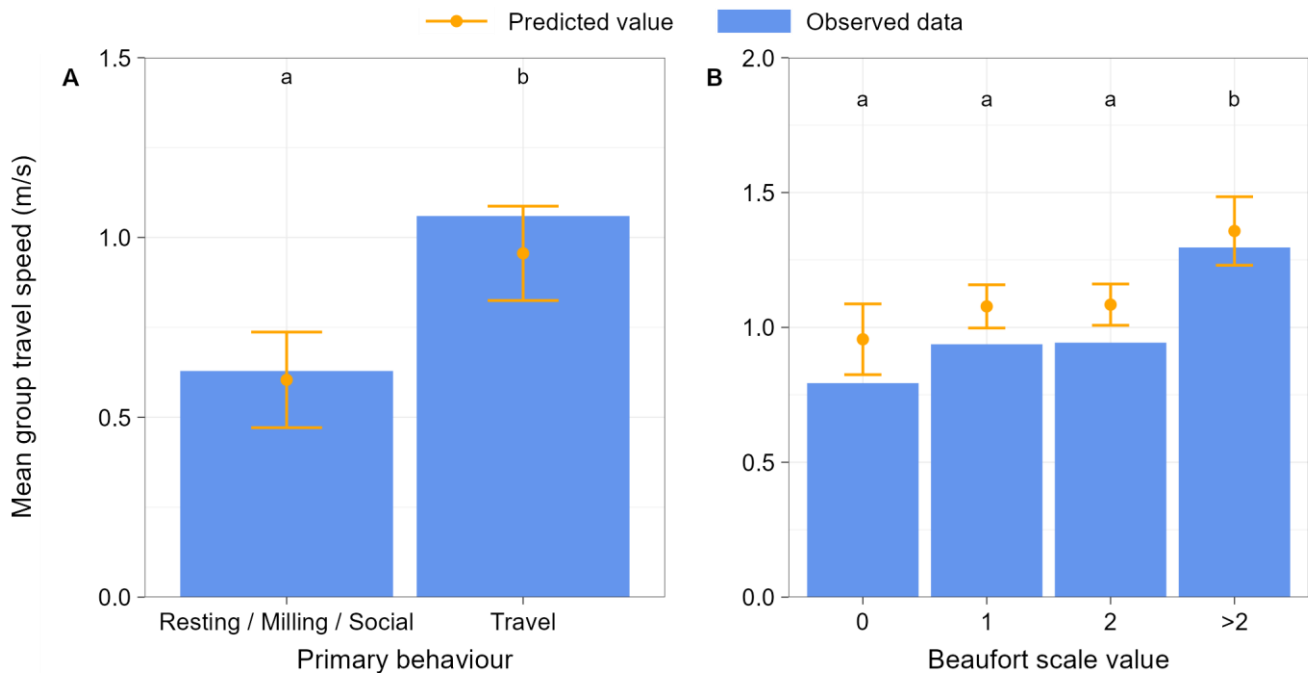 Predicted value Observed data
A
a b
1.5
1.0
0.5
0.0
Mean group travel speed (m/s)
Resting / Milling / Social Travel
Primary behaviour
B
a a a b
2.0
1.5
1.0
0.5
0.0
0 1 2 >2
Beaufort scale value